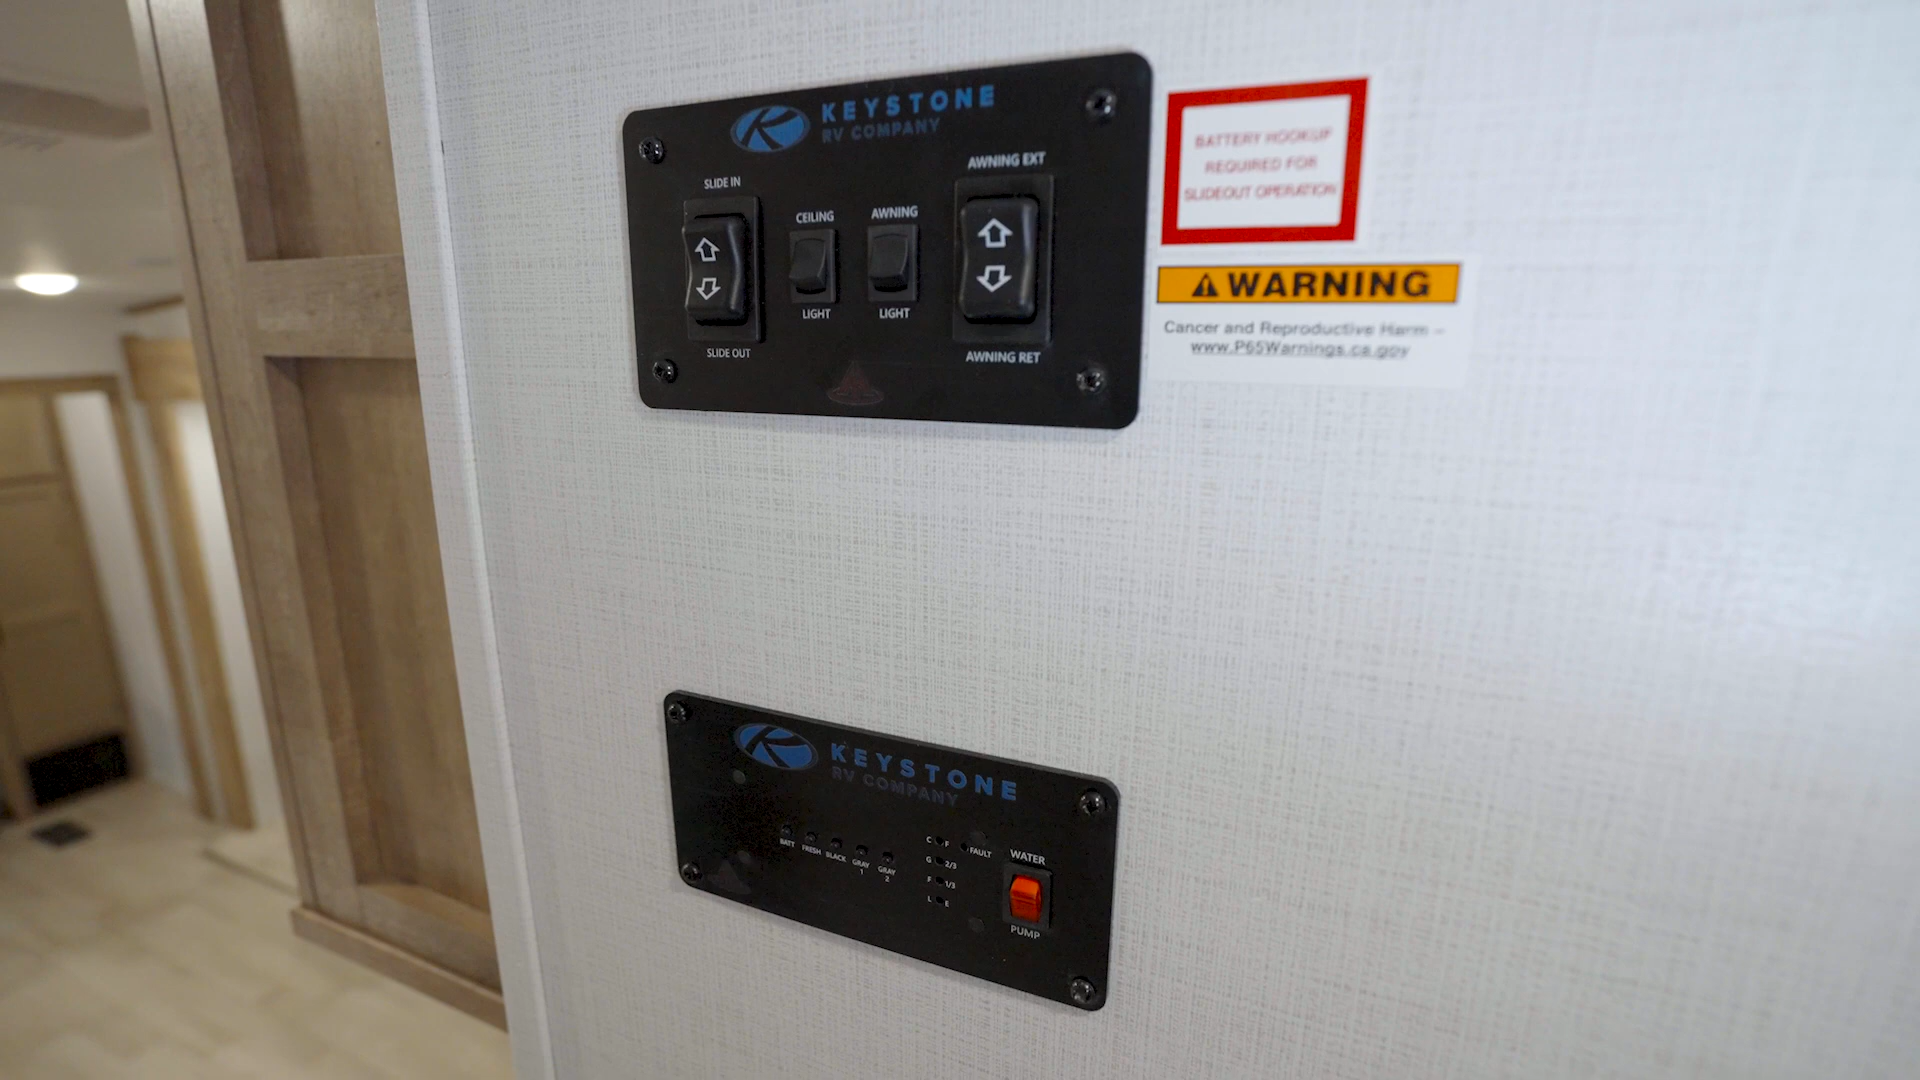 KEYSTONE
RV COMPANY
SLIDE IN
SLIDE OUT
CEILING
LIGHT
AWNING
LIGHT
AWNING EXT
AWNING RET
BATTERY HOOKUP
REQUIRED FOR
SLIDEOUT OPERATION
WARNING
Cancer and Reproductive Harm –
www.P65Warnings.ca.gov
KEYSTONE
RV COMPANY
BATT FRESH BLACK GRAY 1 GRAY 2
C F FAULT
G 2/3
F 1/3
L E
WATER
PUMP